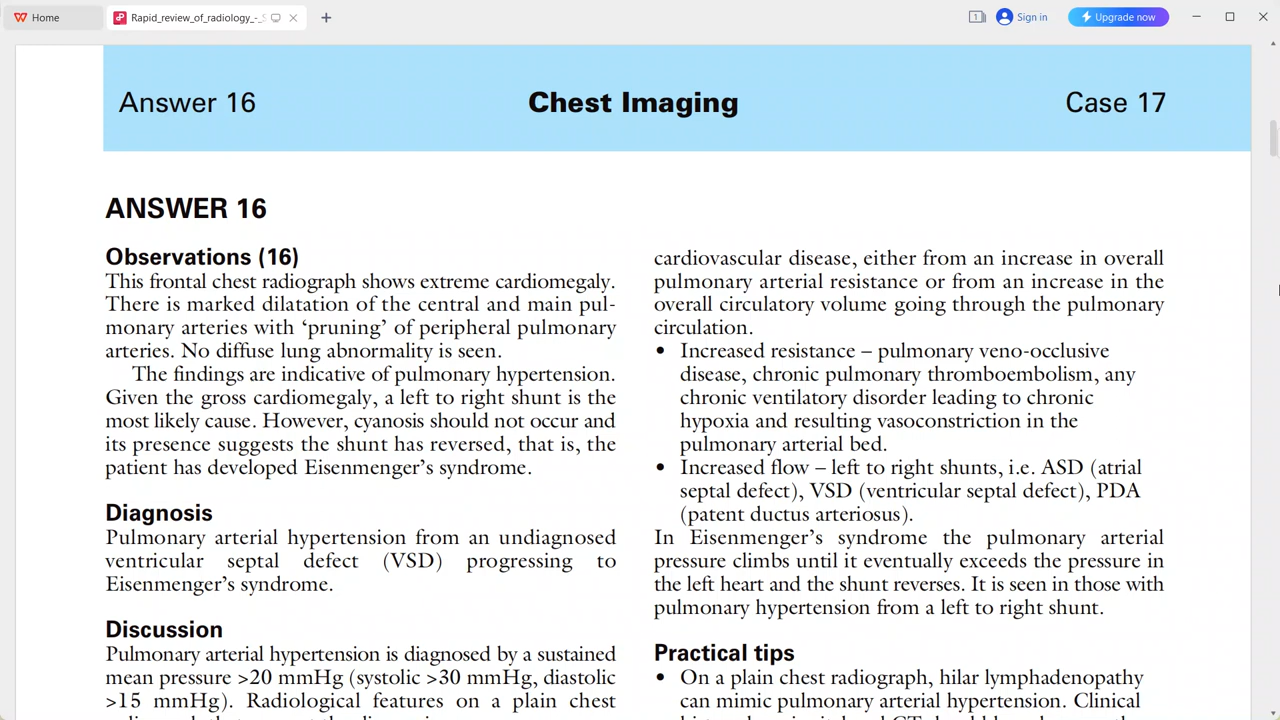 Home
Rapid_review_of_radiology_-_S
1
Sign in
Upgrade now
Answer 16
Chest Imaging
Case 17
ANSWER 16
Observations (16)
This frontal chest radiograph shows extreme cardiomegaly.
There is marked dilatation of the central and main pul-
monary arteries with ‘pruning’ of peripheral pulmonary
arteries. No diffuse lung abnormality is seen.
The findings are indicative of pulmonary hypertension.
Given the gross cardiomegaly, a left to right shunt is the
most likely cause. However, cyanosis should not occur and
its presence suggests the shunt has reversed, that is, the
patient has developed Eisenmenger’s syndrome.
Diagnosis
Pulmonary arterial hypertension from an undiagnosed
ventricular septal defect (VSD) progressing to
Eisenmenger’s syndrome.
Discussion
Pulmonary arterial hypertension is diagnosed by a sustained
mean pressure >20 mmHg (systolic >30 mmHg, diastolic
>15 mmHg). Radiological features on a plain chest
cardiovascular disease, either from an increase in overall
pulmonary arterial resistance or from an increase in the
overall circulatory volume going through the pulmonary
circulation.
• Increased resistance – pulmonary veno-occlusive
disease, chronic pulmonary thromboembolism, any
chronic ventilatory disorder leading to chronic
hypoxia and resulting vasoconstriction in the
pulmonary arterial bed.
• Increased flow – left to right shunts, i.e. ASD (atrial
septal defect), VSD (ventricular septal defect), PDA
(patent ductus arteriosus).
In Eisenmenger’s syndrome the pulmonary arterial
pressure climbs until it eventually exceeds the pressure in
the left heart and the shunt reverses. It is seen in those with
pulmonary hypertension from a left to right shunt.
Practical tips
• On a plain chest radiograph, hilar lymphadenopathy
can mimic pulmonary arterial hypertension. Clinical